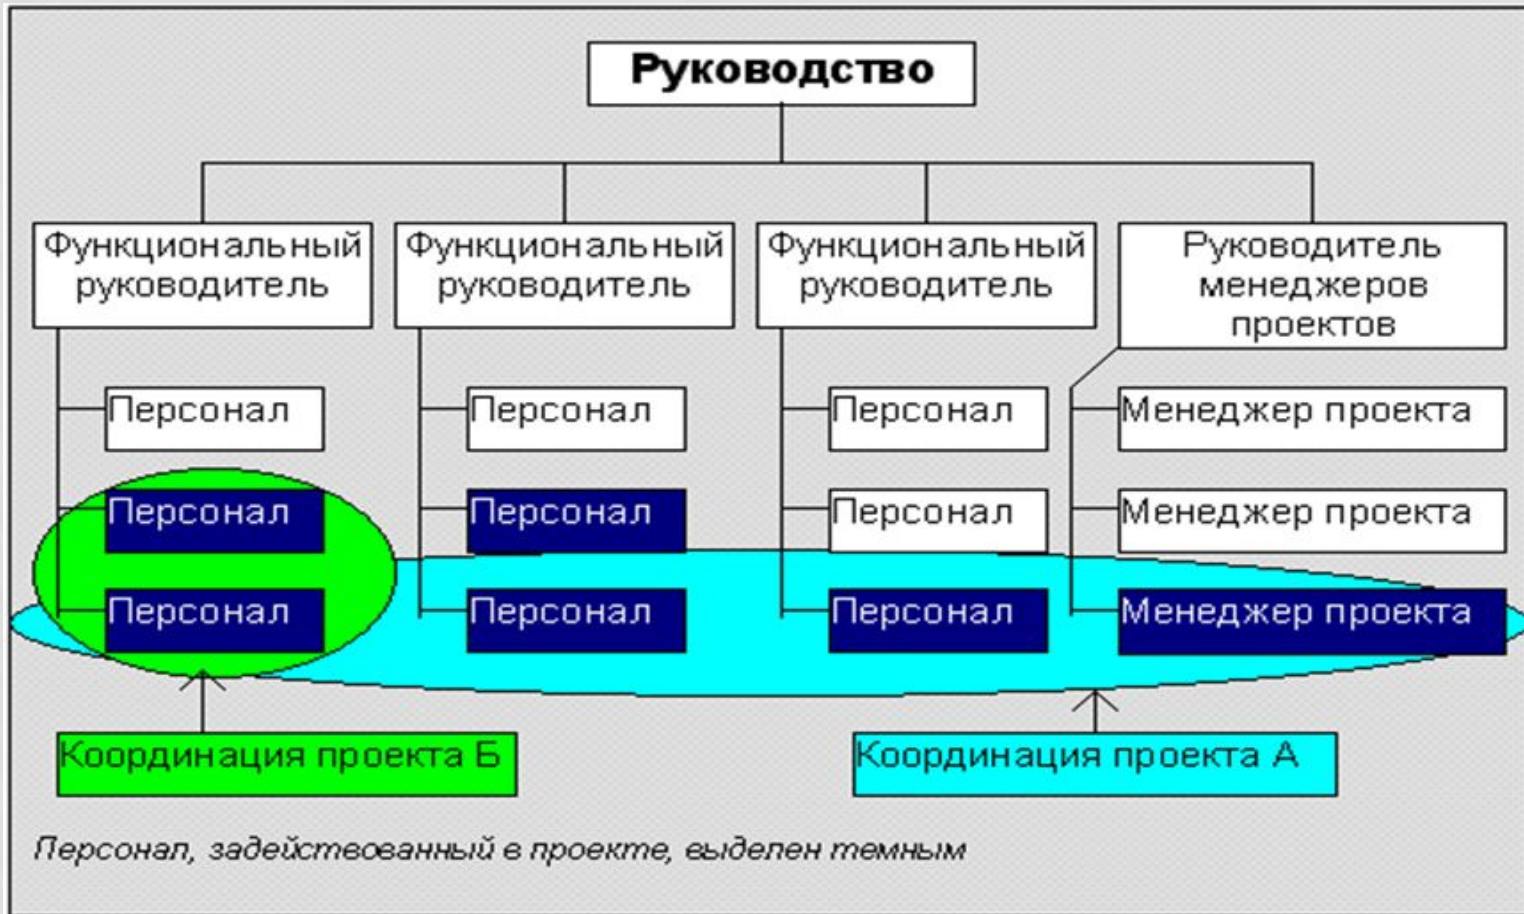 Руководство
Функциональный
руководитель
Функциональный
руководитель
Функциональный
руководитель
Руководитель
менеджеров
проектов
Персонал
Персонал
Персонал
Менеджер проекта
Персонал
Персонал
Персонал
Менеджер проекта
Персонал
Персонал
Персонал
Менеджер проекта
Координация проекта Б
Координация проекта А
Персонал, задействованный в проекте, выделен темным